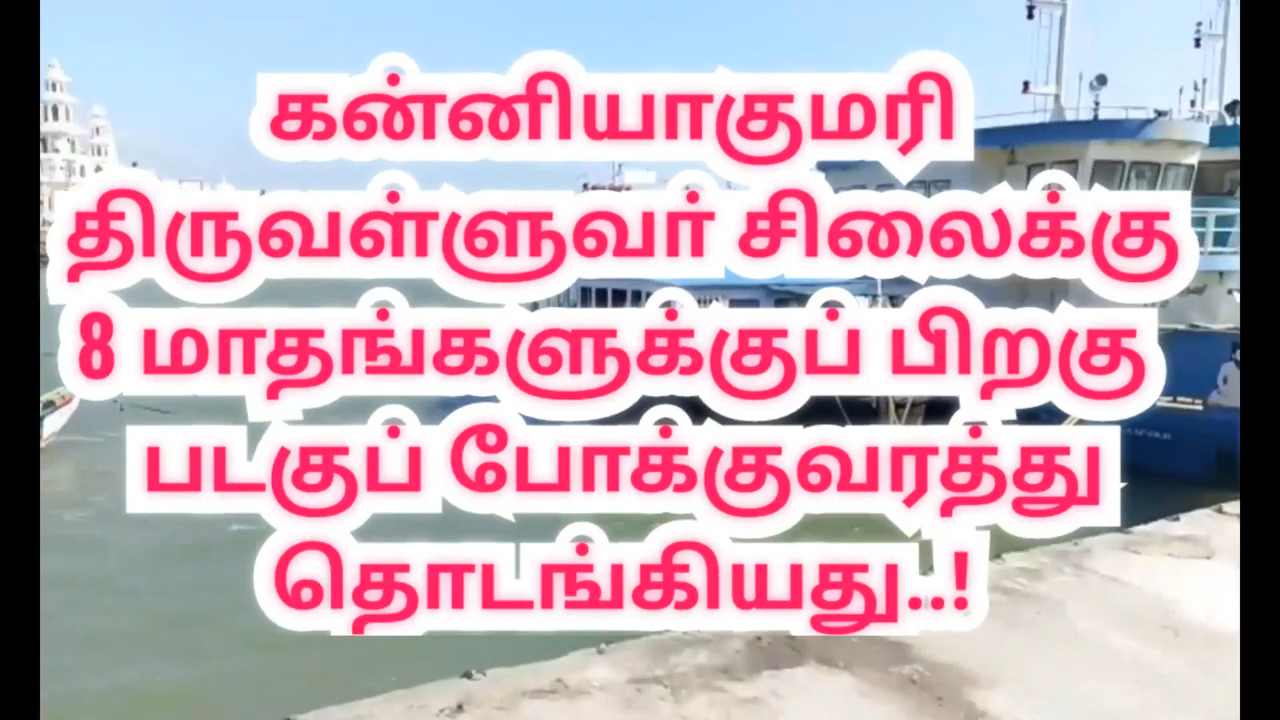 கன்னியாகுமரி
திருவள்ளுவர் சிலைக்கு
8 மாதங்களுக்குப் பிறகு
படகுப் போக்குவரத்து
தொடங்கியது..!